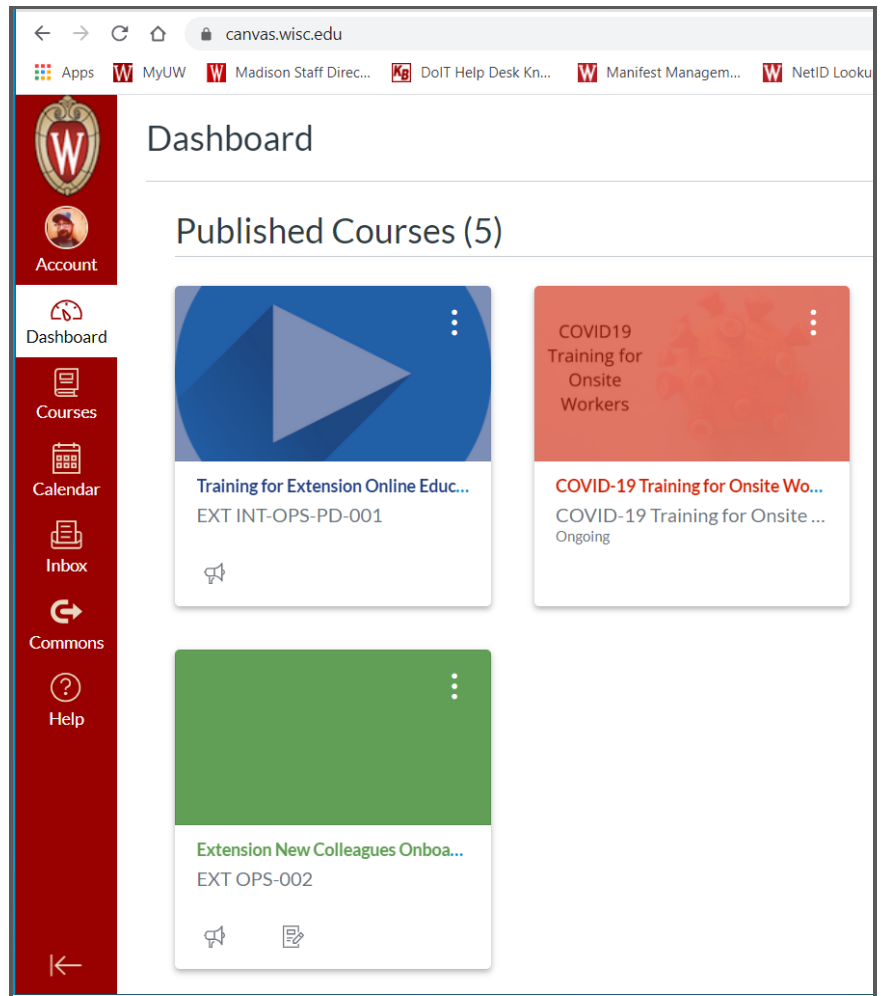 canvas.wisc.edu
Apps MyUW Madison Staff Direc... KB DoIT Help Desk Kn... Manifest Managem... NetID Looku
W
Dashboard
Published Courses (5)
Account
Dashboard
Courses
Calendar
Inbox
Commons
Help
COVID19
Training for
Onsite
Workers
Training for Extension Online Educ...
EXT INT-OPS-PD-001
COVID-19 Training for Onsite Wo...
COVID-19 Training for Onsite ...
Ongoing
Extension New Colleagues Onboa...
EXT OPS-002